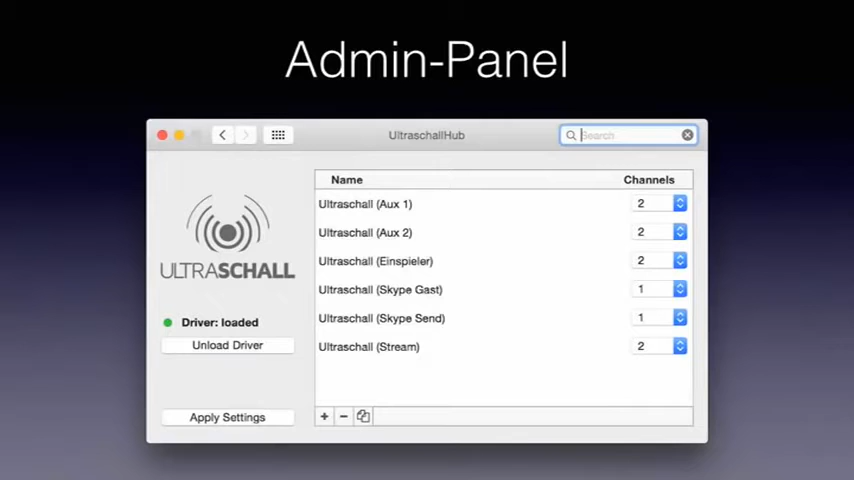 Admin-Panel
UltraschallHub
Search
Name Channels
Ultraschall (Aux 1) 2
Ultraschall (Aux 2) 2
Ultraschall (Einspieler) 2
Ultraschall (Skype Gast) 1
Ultraschall (Skype Send) 1
Ultraschall (Stream) 2
ULTRASCHALL
Driver: loaded
Unload Driver
Apply Settings